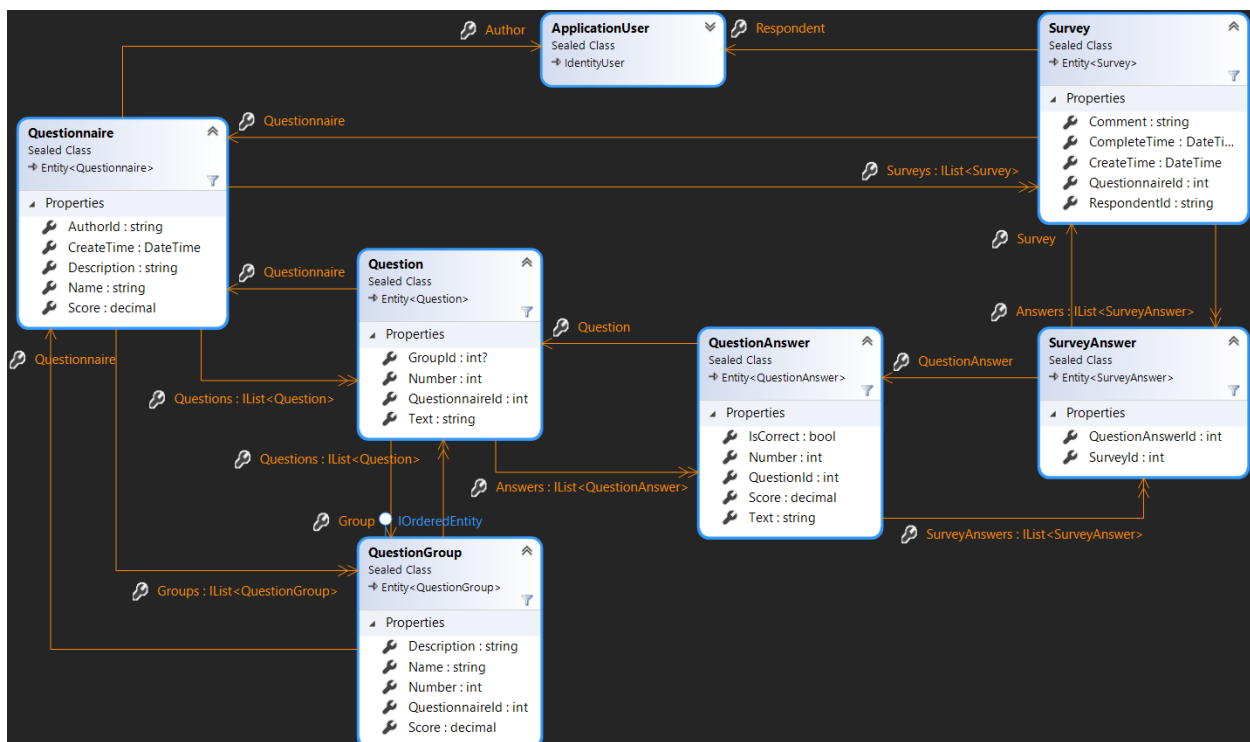 Author
ApplicationUser
Sealed Class
IdentityUser
Respondent
Survey
Sealed Class
Entity<Survey>
Properties
Comment : string
CompleteTime : DateTi...
CreateTime : DateTime
QuestionnaireId : int
RespondentId : string
Questionnaire
Sealed Class
Entity<Questionnaire>
Properties
AuthorId : string
CreateTime : DateTime
Description : string
Name : string
Score : decimal
Questionnaire
Surveys : IList<Survey>
Survey
Questionnaire
Question
Sealed Class
Entity<Question>
Properties
GroupId : int?
Number : int
QuestionnaireId : int
Text : string
Question
Answers : IList<SurveyAnswer>
QuestionAnswer
Sealed Class
Entity<QuestionAnswer>
Properties
IsCorrect : bool
Number : int
QuestionId : int
Score : decimal
Text : string
QuestionAnswer
SurveyAnswer
Sealed Class
Entity<SurveyAnswer>
Properties
QuestionAnswerId : int
SurveyId : int
Questionnaire
Questions : IList<Question>
Questions : IList<Question>
Answers : IList<QuestionAnswer>
Group
IOrderedEntity
SurveyAnswers : IList<SurveyAnswer>
QuestionGroup
Sealed Class
Entity<QuestionGroup>
Properties
Description : string
Name : string
Number : int
QuestionnaireId : int
Score : decimal
Groups : IList<QuestionGroup>